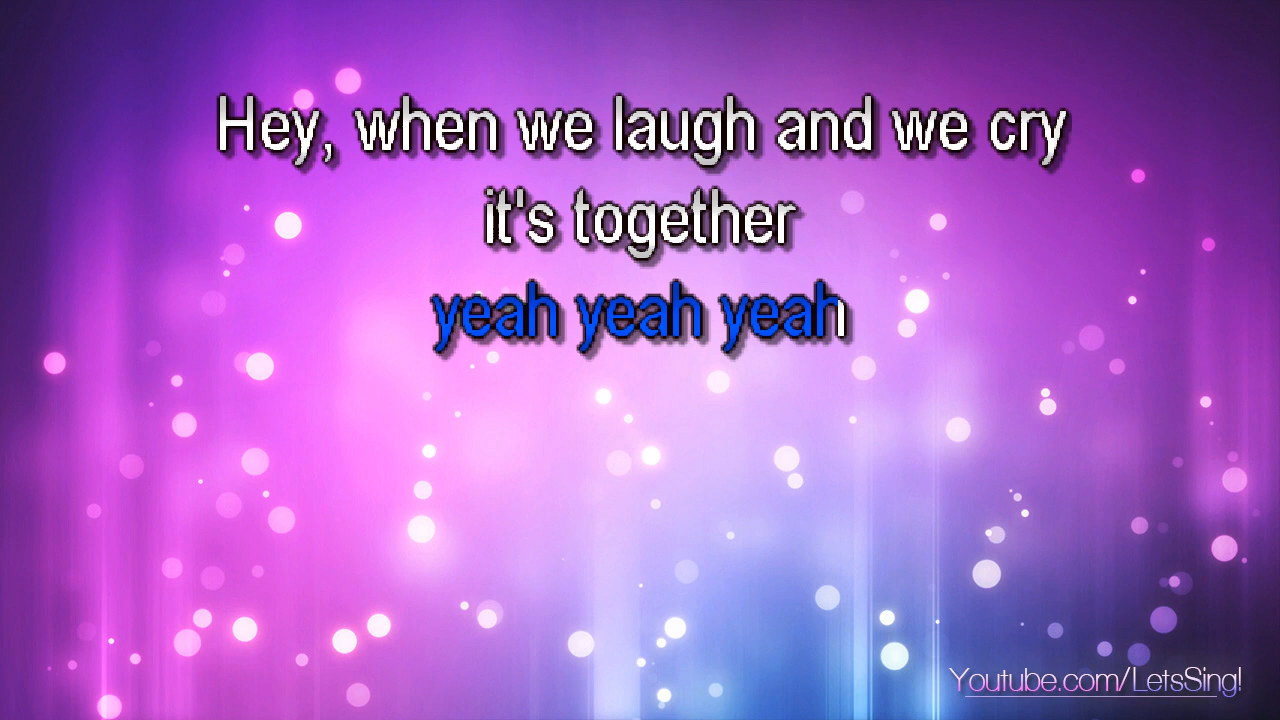 Hey, when we laugh and we cry
it's together
yeah yeah yeah
Youtube.com/LetsSing!